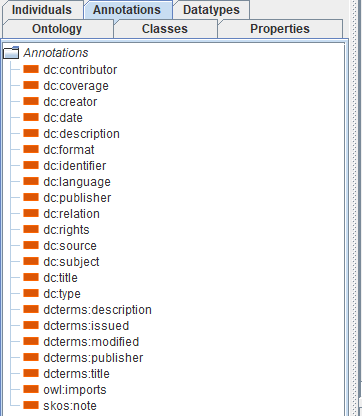 Individuals Annotations Datatypes
Ontology Classes Properties
Annotations
dc:contributor
dc:coverage
dc:creator
dc:date
dc:description
dc:format
dc:identifier
dc:language
dc:publisher
dc:relation
dc:rights
dc:source
dc:subject
dc:title
dc:type
dcterms:description
dcterms:issued
dcterms:modified
dcterms:publisher
dcterms:title
owl:imports
skos:note